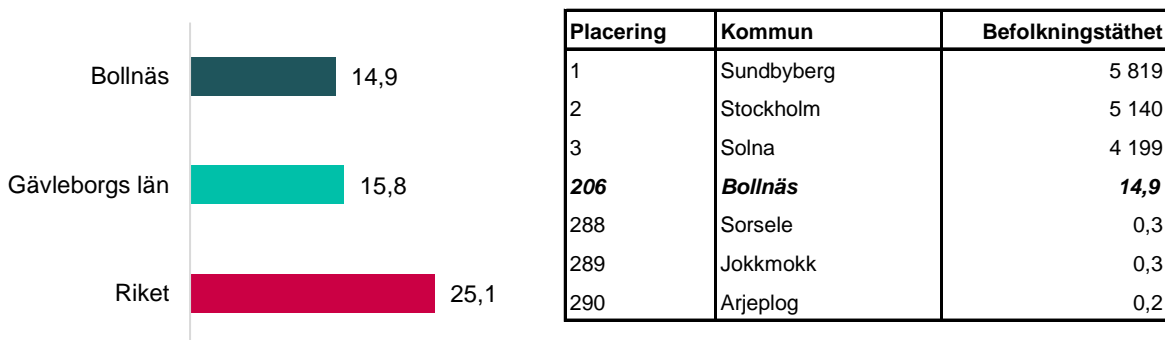 Bollnäs 14,9
Gävleborgs län 15,8
Riket 25,1
Placering Kommun Befolkningstäthet
1 Sundbyberg 5 819
2 Stockholm 5 140
3 Solna 4 199
206 Bollnäs 14,9
288 Sorsele 0,3
289 Jokkmokk 0,3
290 Arjeplog 0,2